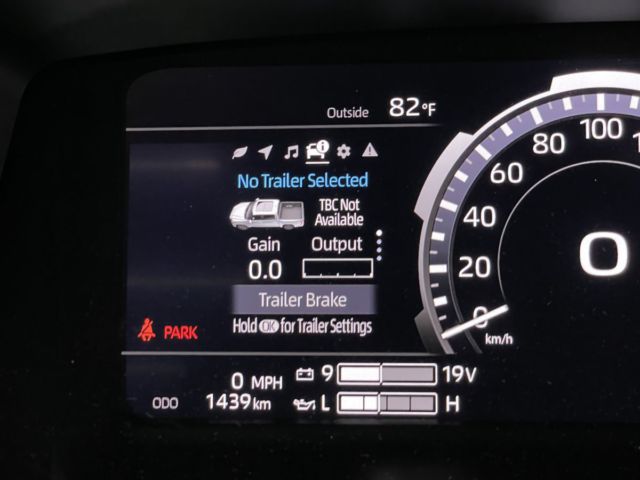 Outside 82°F
No Trailer Selected
TBC Not
Available
Gain Output
0.0
Trailer Brake
Hold OK for Trailer Settings
PARK
0 MPH
ODO 1439 km
9 19V
L H
100
80
60
40
20
0
km/h
0